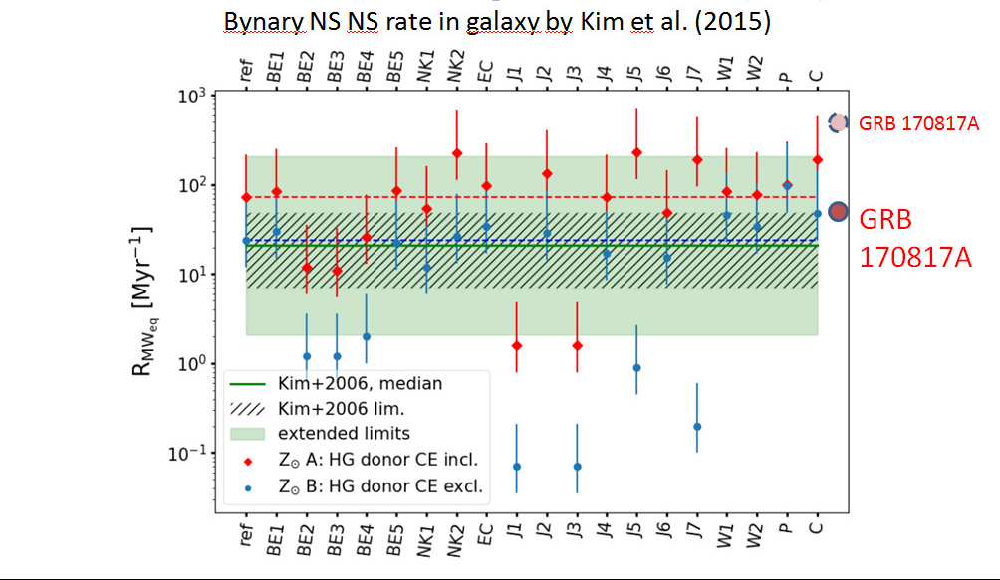 Bynary NS NS rate in galaxy by Kim et al. (2015)
ref BE1 BE2 BE3 BE4 BE5 NK1 NK2 EC J1 J2 J3 J4 J5 J6 J7 W1 W2 P C
10³
10²
10¹
10⁰
10⁻¹
R_MWeq [Myr⁻¹]
GRB 170817A
GRB
170817A
Kim+2006, median
Kim+2006 lim.
extended limits
Z⊙ A: HG donor CE incl.
Z⊙ B: HG donor CE excl.
ref BE1 BE2 BE3 BE4 BE5 NK1 NK2 EC J1 J2 J3 J4 J5 J6 J7 W1 W2 P C